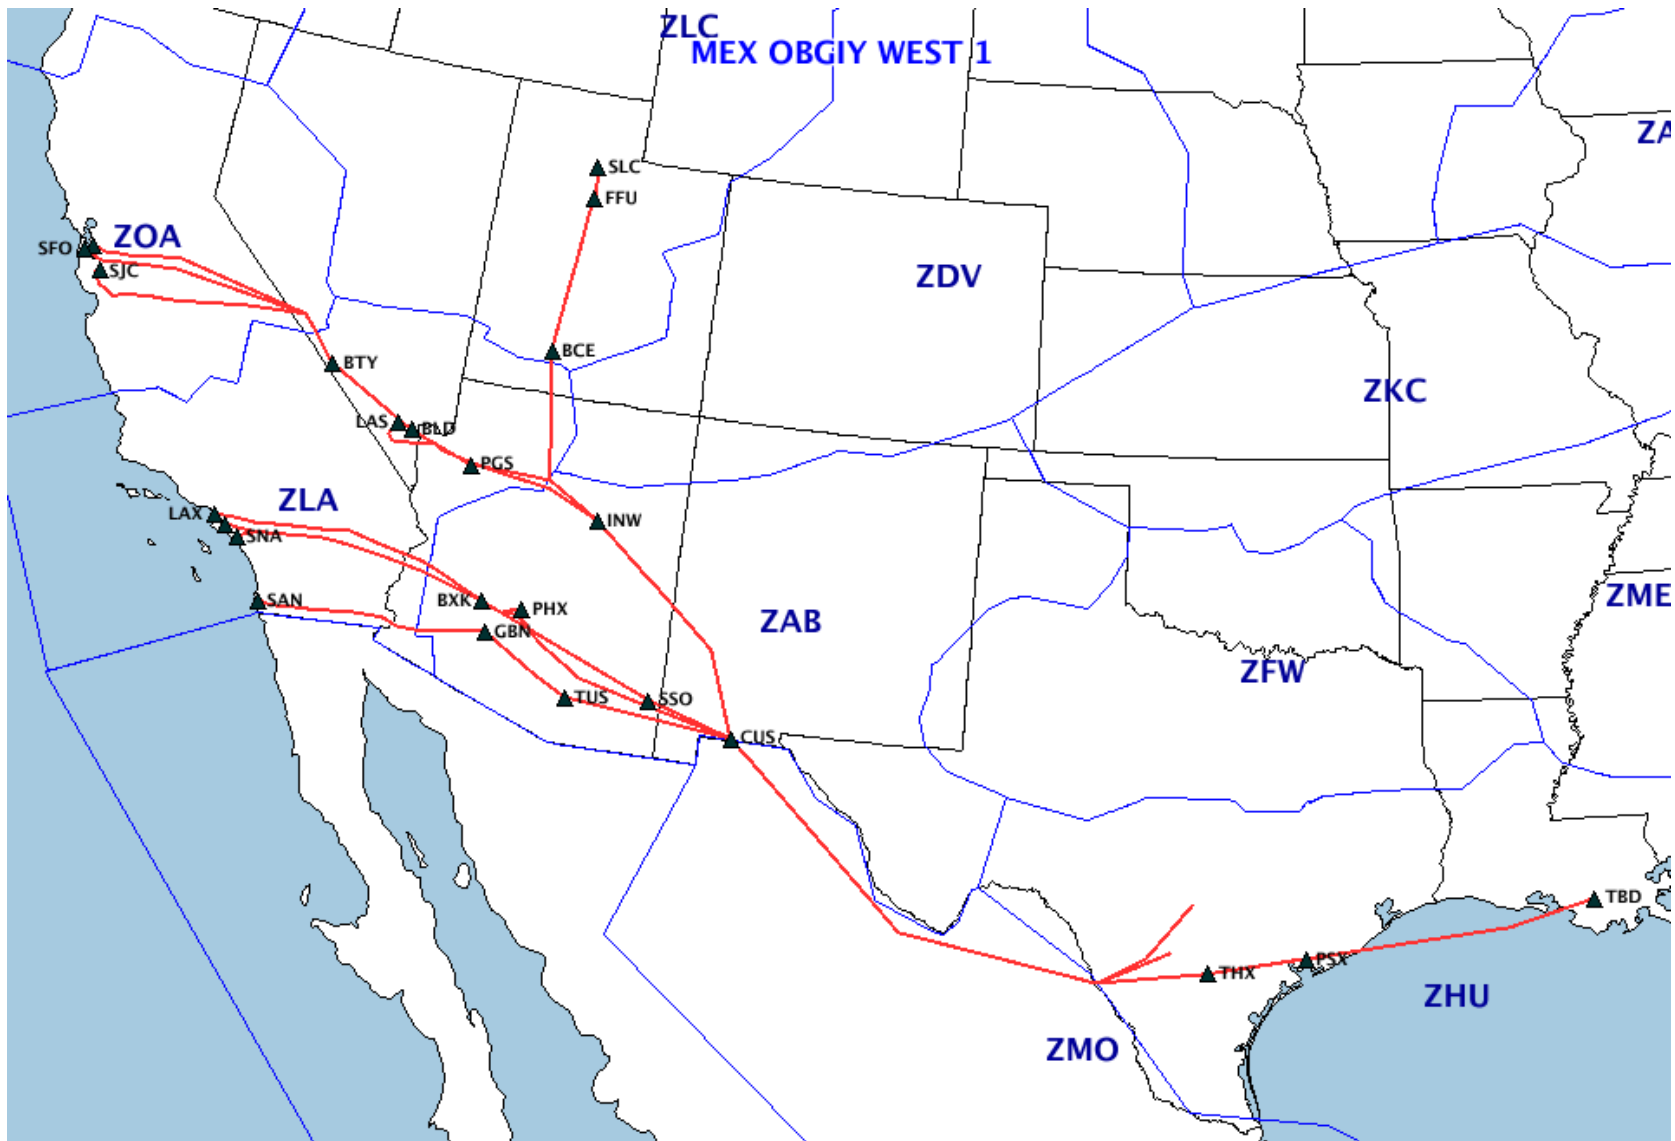 ZLC
MEX OBGIY WEST 1
ZA
SLC
FFU
ZOA
SFO
SJC
ZDV
BCE
BTY
ZKC
LAS
BLD
PGS
ZLA
LAX
INW
SNA
ZME
SAN
BXK
PHX
ZAB
GBN
ZFW
TUS
SSO
CUS
TBD
PSX
THX
ZHU
ZMO